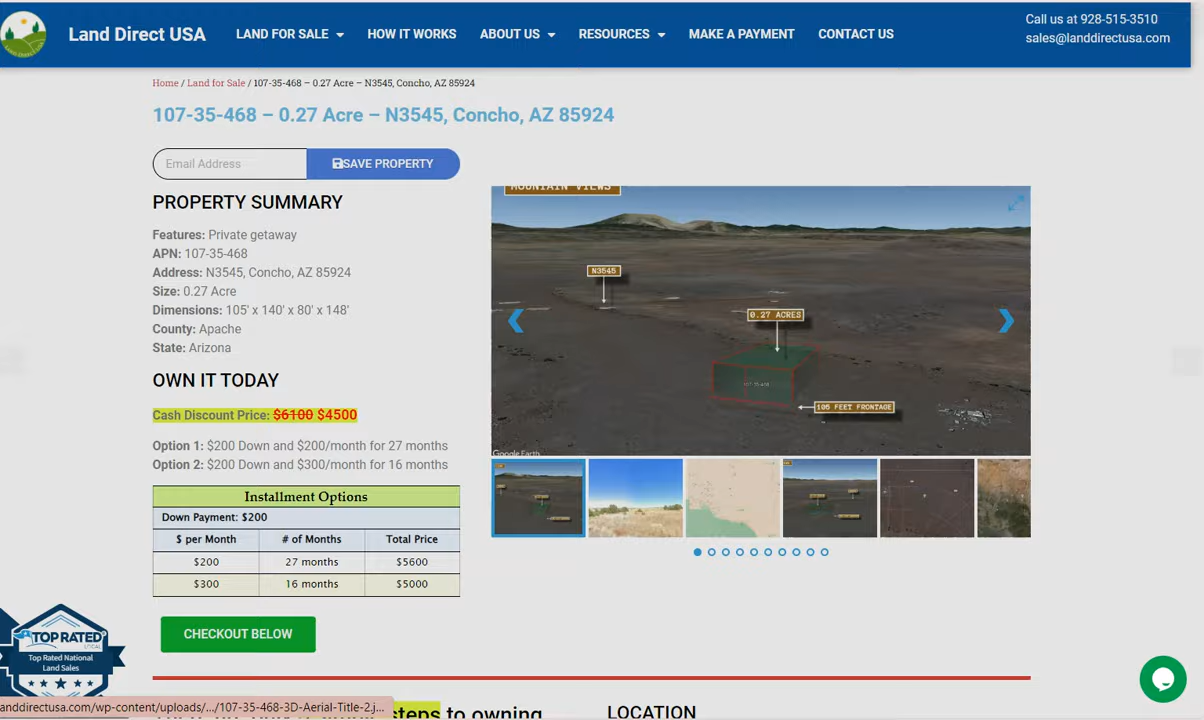 Land Direct USA
LAND FOR SALE
HOW IT WORKS
ABOUT US
RESOURCES
MAKE A PAYMENT
CONTACT US
Call us at 928-515-3510
sales@landdirectusa.com
Home / Land for Sale / 107-35-468 – 0.27 Acre – N3545, Concho, AZ 85924
107-35-468 – 0.27 Acre – N3545, Concho, AZ 85924
Email Address
SAVE PROPERTY
PROPERTY SUMMARY
Features: Private getaway
APN: 107-35-468
Address: N3545, Concho, AZ 85924
Size: 0.27 Acre
Dimensions: 105' x 140' x 80' x 148'
County: Apache
State: Arizona
OWN IT TODAY
Cash Discount Price: $6100 $4500
Option 1: $200 Down and $200/month for 27 months
Option 2: $200 Down and $300/month for 16 months
Installment Options
Down Payment: $200
$ per Month # of Months Total Price
$200 27 months $5600
$300 16 months $5000
CHECKOUT BELOW
MOUNTAIN VIEWS
N3545
0.27 ACRES
107-35-468
105 FEET FRONTAGE
Google Earth
TOP RATED
LOCAL
Top Rated National
Land Sales
anddirectusa.com/wp-content/uploads/.../107-35-468-3D-Aerial-Title-2.j...
steps to owning
LOCATION